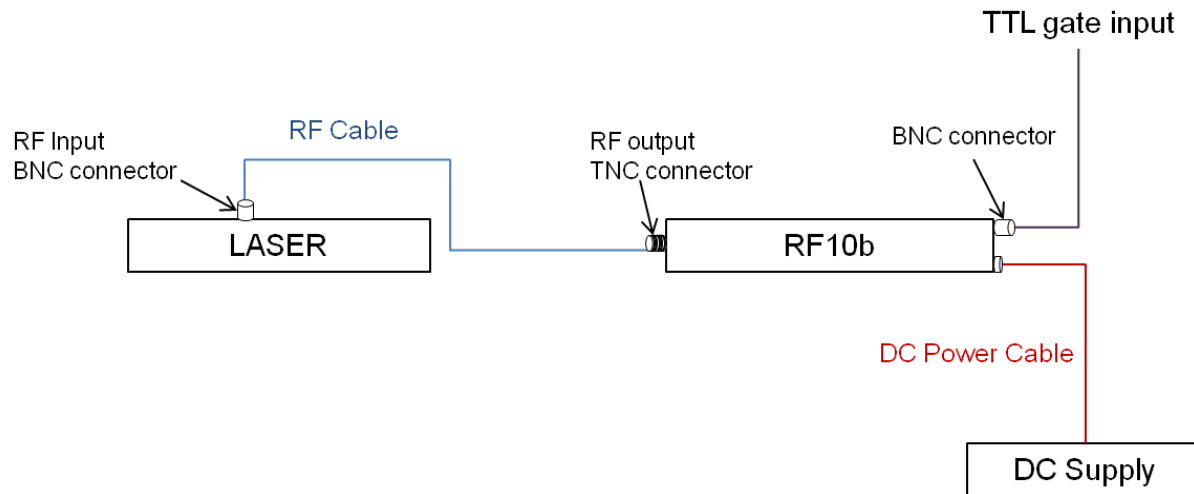 TTL gate input
RF Cable
RF Input
BNC connector
RF output
TNC connector
BNC connector
LASER
RF10b
DC Power Cable
DC Supply